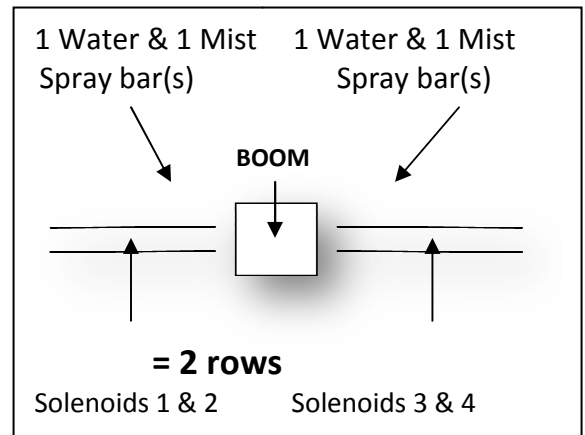 1 Water & 1 Mist 1 Water & 1 Mist
Spray bar(s) Spray bar(s)
BOOM
= 2 rows
Solenoids 1 & 2 Solenoids 3 & 4